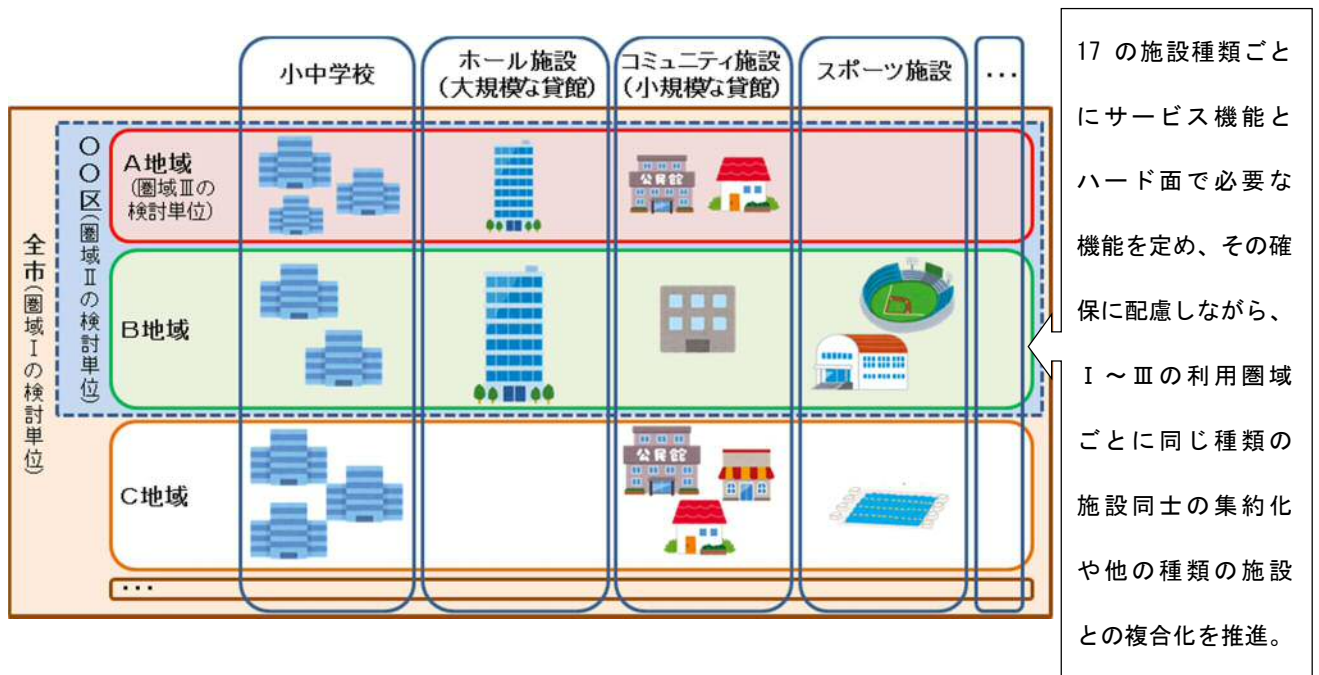 小中学校
ホール施設
(大規模な貸館)
コミュニティ施設
(小規模な貸館)
スポーツ施設
・・・
全市(圏域Ⅰの検討単位)
〇〇区(圏域Ⅱの検討単位)
A地域
(圏域Ⅲの
検討単位)
公民館
B地域
C地域
公民館
・・・
17 の施設種類ごと
にサービス機能と
ハード面で必要な
機能を定め、その確
保に配慮しながら、
Ⅰ～Ⅲの利用圏域
ごとに同じ種類の
施設同士の集約化
や他の種類の施設
との複合化を推進。